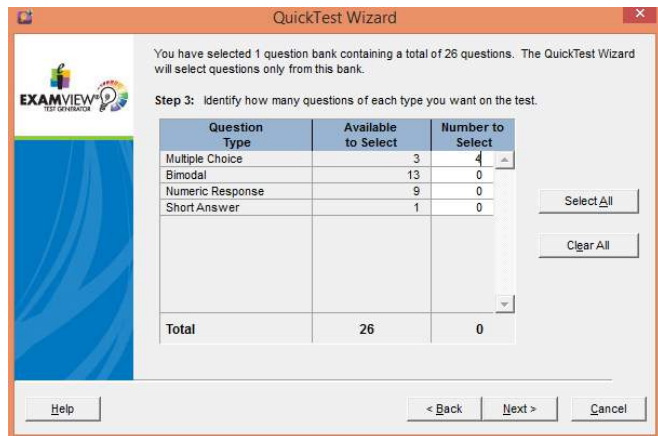 QuickTest Wizard
You have selected 1 question bank containing a total of 26 questions. The QuickTest Wizard
will select questions only from this bank.
EXAMVIEW®
TEST GENERATOR
Step 3: Identify how many questions of each type you want on the test.
Question Type Available to Select Number to Select
Multiple Choice 3 4
Bimodal 13 0
Numeric Response 9 0
Short Answer 1 0
Select All
Clear All
Total 26 0
Help < Back Next > Cancel